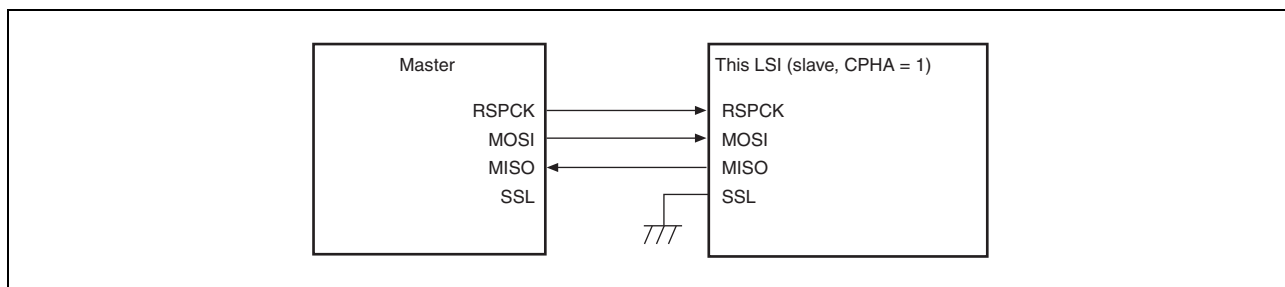 Master
RSPCK
MOSI
MISO
SSL
This LSI (slave, CPHA = 1)
RSPCK
MOSI
MISO
SSL